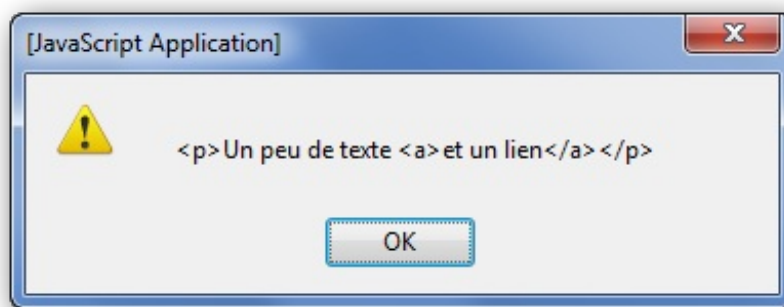 [JavaScript Application]
<p>Un peu de texte <a>et un lien</a></p>
OK